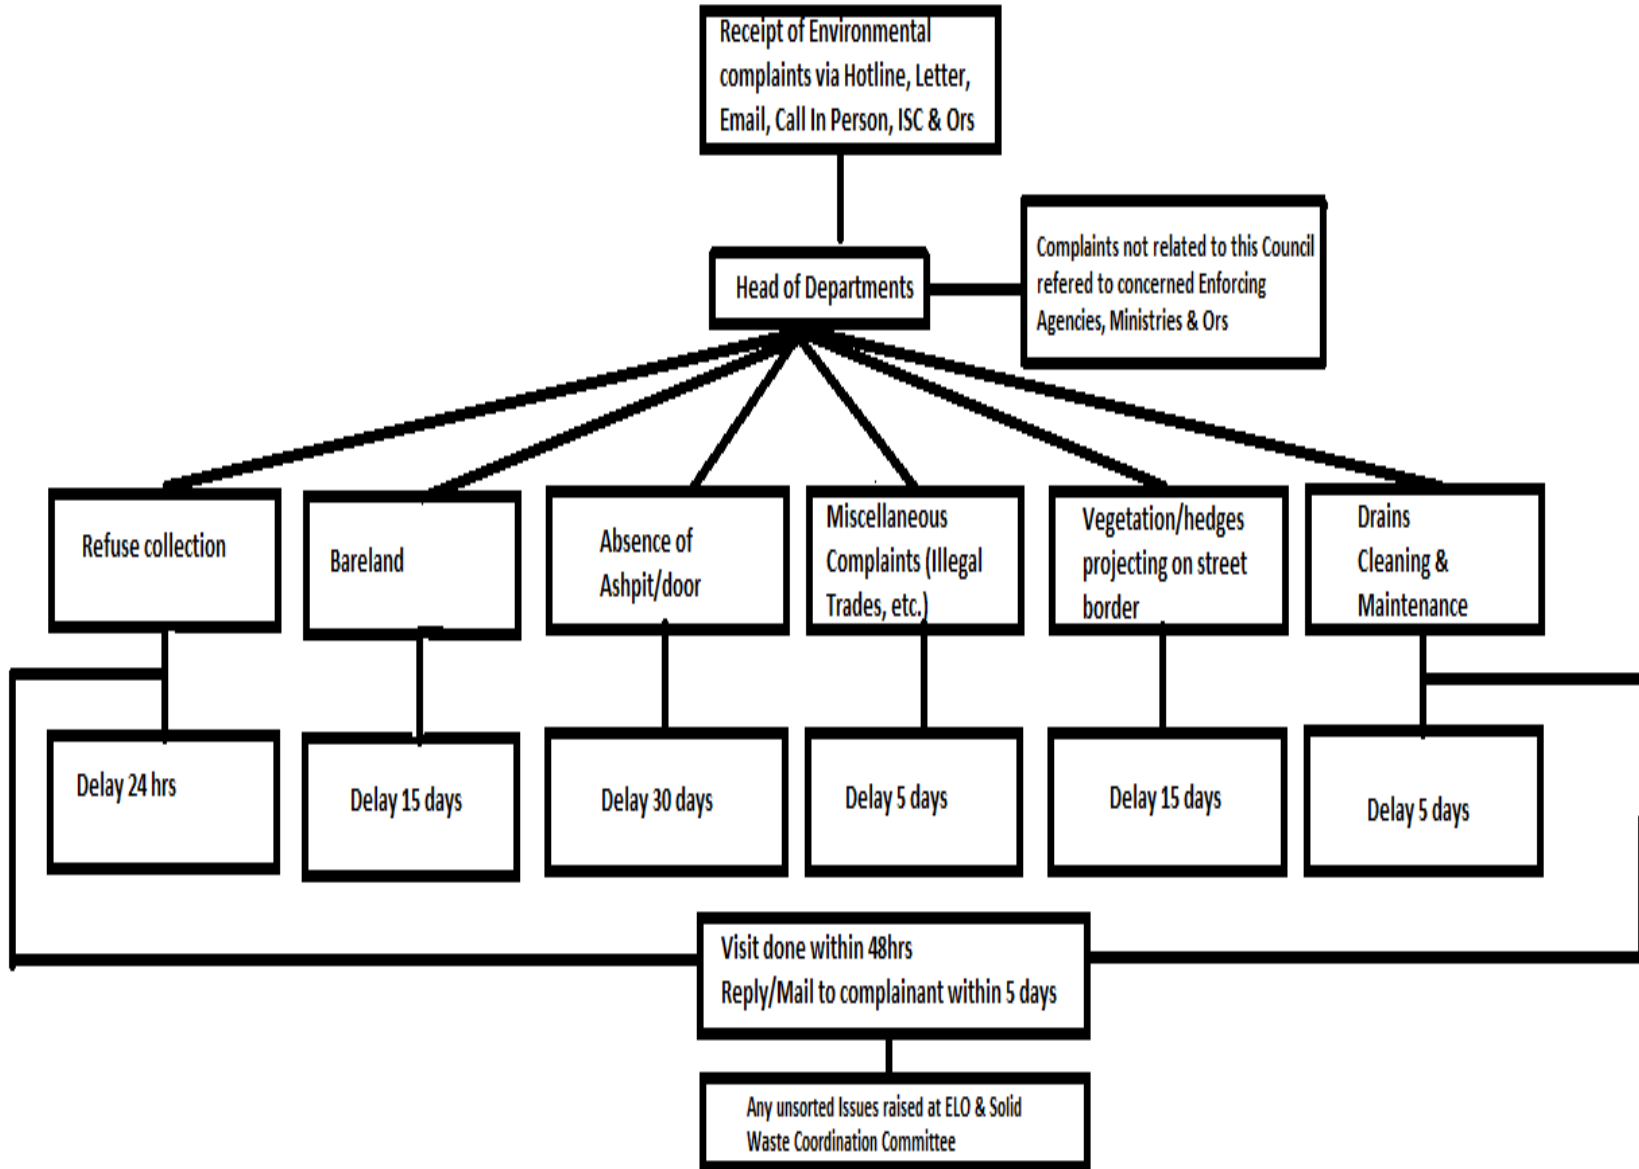 Receipt of Environmental
complaints via Hotline, Letter,
Email, Call In Person, ISC & Ors
Head of Departments
Complaints not related to this Council
refered to concerned Enforcing
Agencies, Ministries & Ors
Refuse collection
Bareland
Absence of
Ashpit/door
Miscellaneous
Complaints (Illegal
Trades, etc.)
Vegetation/hedges
projecting on street
border
Drains
Cleaning &
Maintenance
Delay 24 hrs
Delay 15 days
Delay 30 days
Delay 5 days
Delay 15 days
Delay 5 days
Visit done within 48hrs
Reply/Mail to complainant within 5 days
Any unsorted Issues raised at ELO & Solid
Waste Coordination Committee